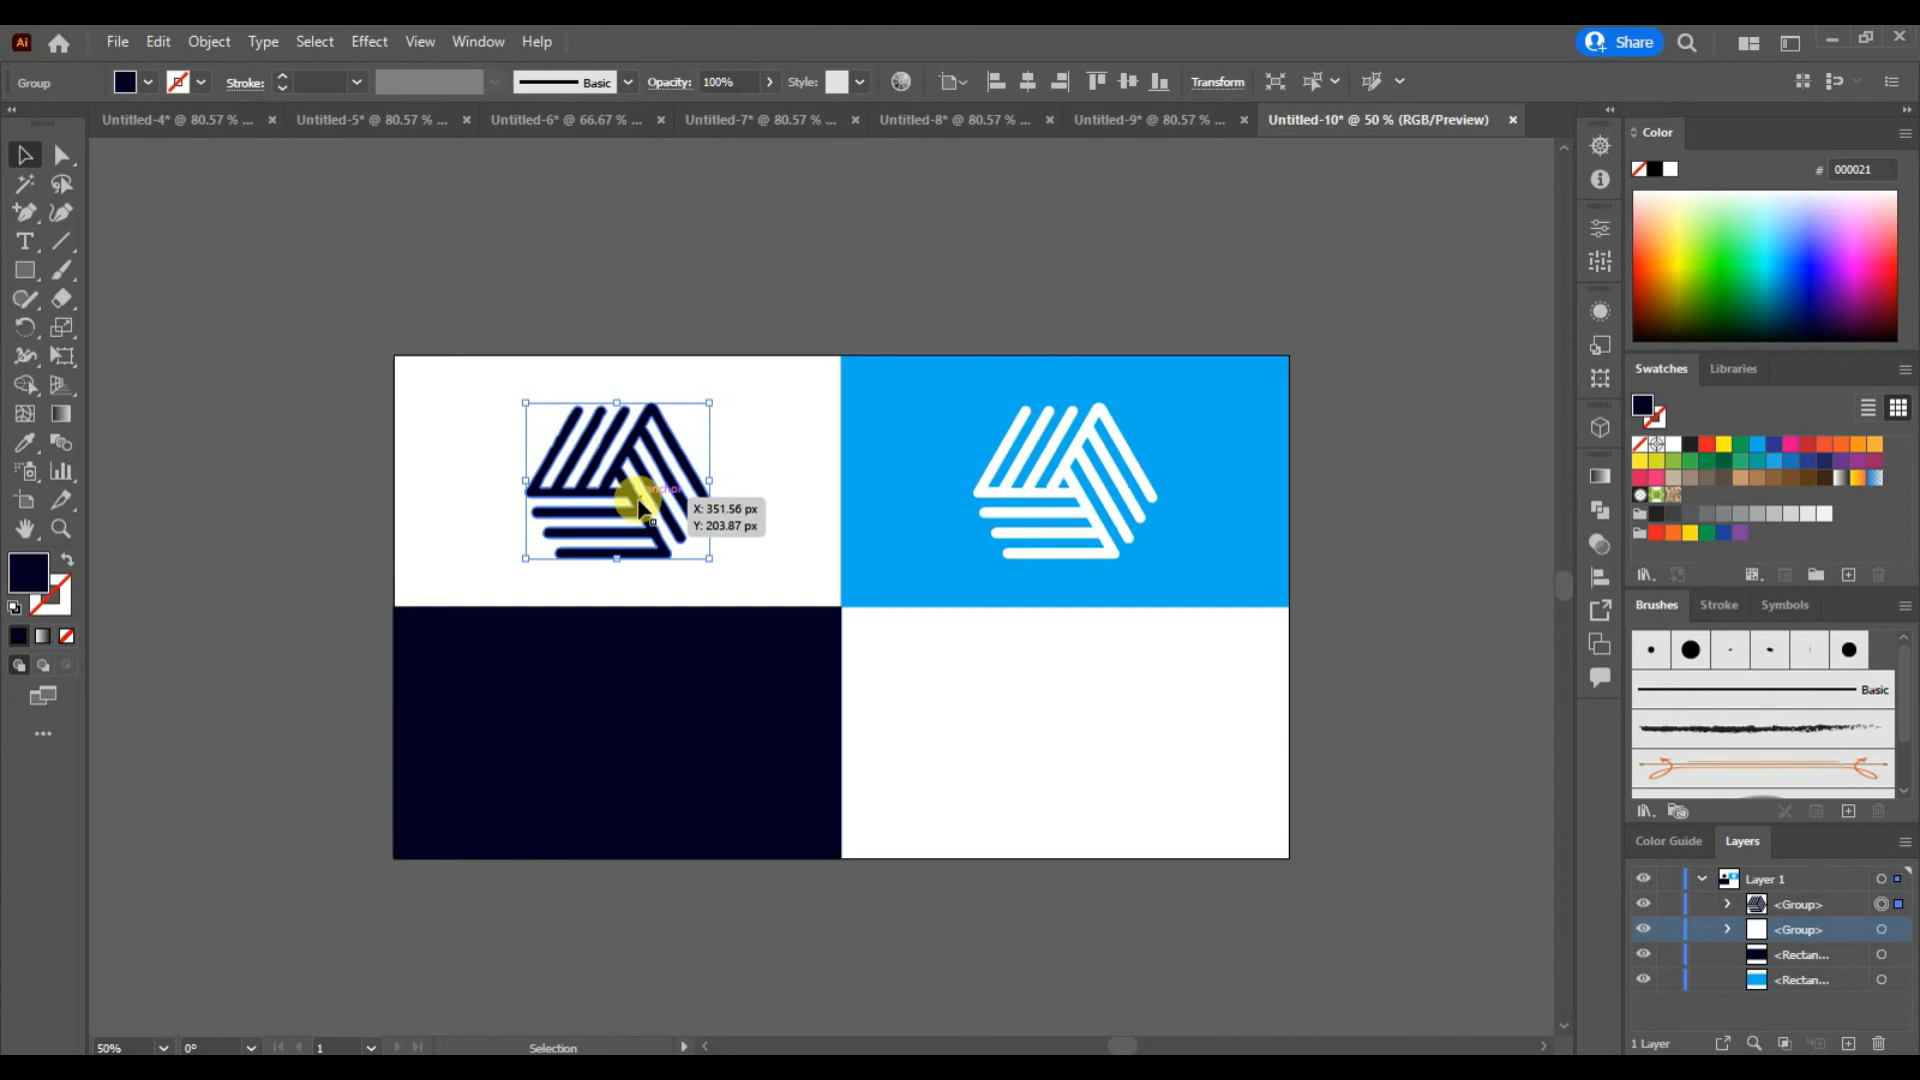 Ai File Edit Object Type Select Effect View Window Help Share
Group Stroke: Basic Opacity: 100% Style: Transform
Untitled-4* @ 80.57 % ... Untitled-5* @ 80.57 % ... Untitled-6* @ 66.67 % ... Untitled-7* @ 80.57 % ... Untitled-8* @ 80.57 % ... Untitled-9* @ 80.57 % ... Untitled-10* @ 50 % (RGB/Preview)
Color
# 000021
Swatches Libraries
X: 351.56 px
Y: 203.87 px
Brushes Stroke Symbols
Basic
Color Guide Layers
Layer 1
<Group>
<Group>
<Rectan...
<Rectan...
1 Layer
50% 0° 1 Selection